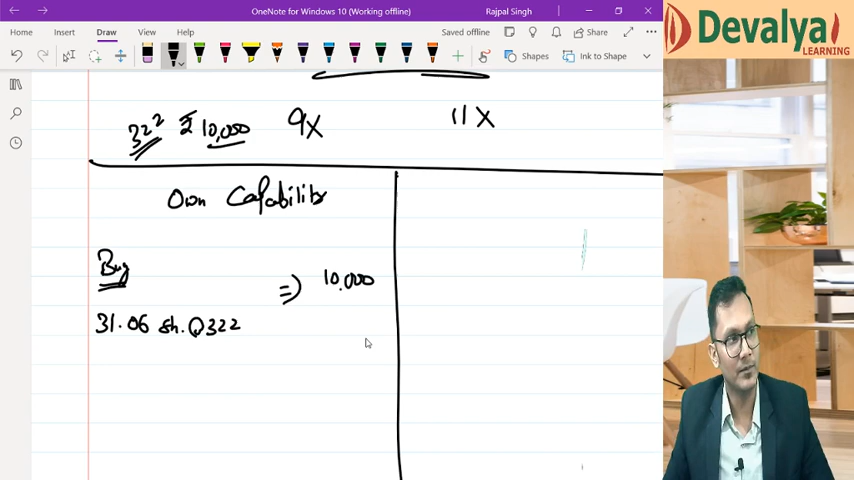 OneNote for Windows 10 (Working offline)
Rajpal Singh
Home Insert Draw View Help
Saved offline
Share
Shapes
Ink to Shape
Devalya
LEARNING
322 ₹ 10,000 9X 11X
Own Capability
Buy
⇒ 10,000
31.06 sh. @ 322